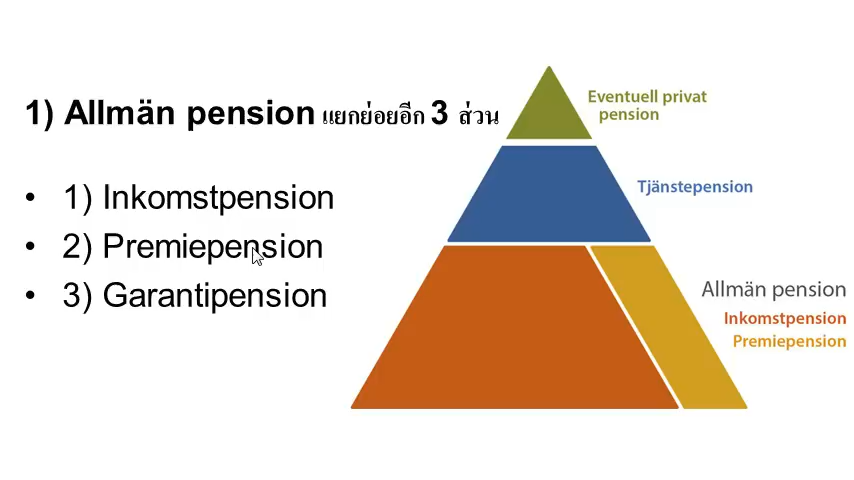 1) Allmän pension แยกย่อยอีก 3 ส่วน
• 1) Inkomstpension
• 2) Premiepension
• 3) Garantipension
Eventuell privat
pension
Tjänstepension
Allmän pension
Inkomstpension
Premiepension